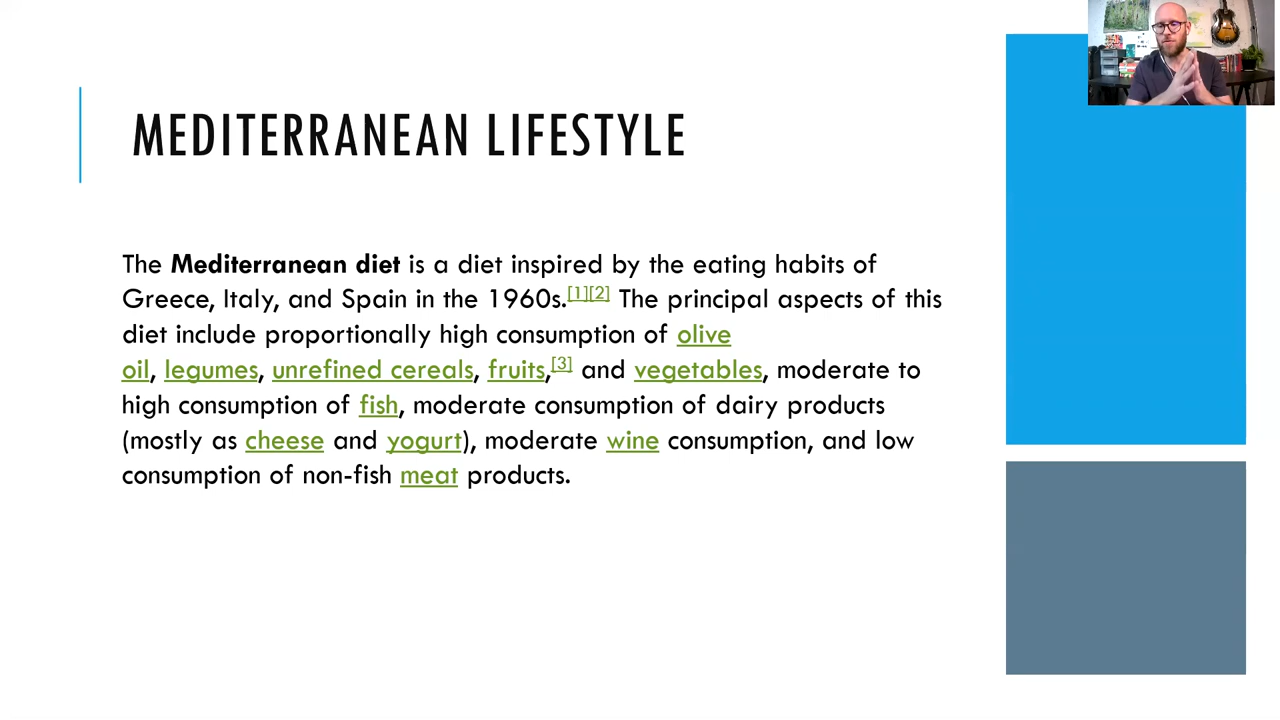 MEDITERRANEAN LIFESTYLE
The Mediterranean diet is a diet inspired by the eating habits of
Greece, Italy, and Spain in the 1960s.[1][2] The principal aspects of this
diet include proportionally high consumption of olive
oil, legumes, unrefined cereals, fruits,[3] and vegetables, moderate to
high consumption of fish, moderate consumption of dairy products
(mostly as cheese and yogurt), moderate wine consumption, and low
consumption of non-fish meat products.